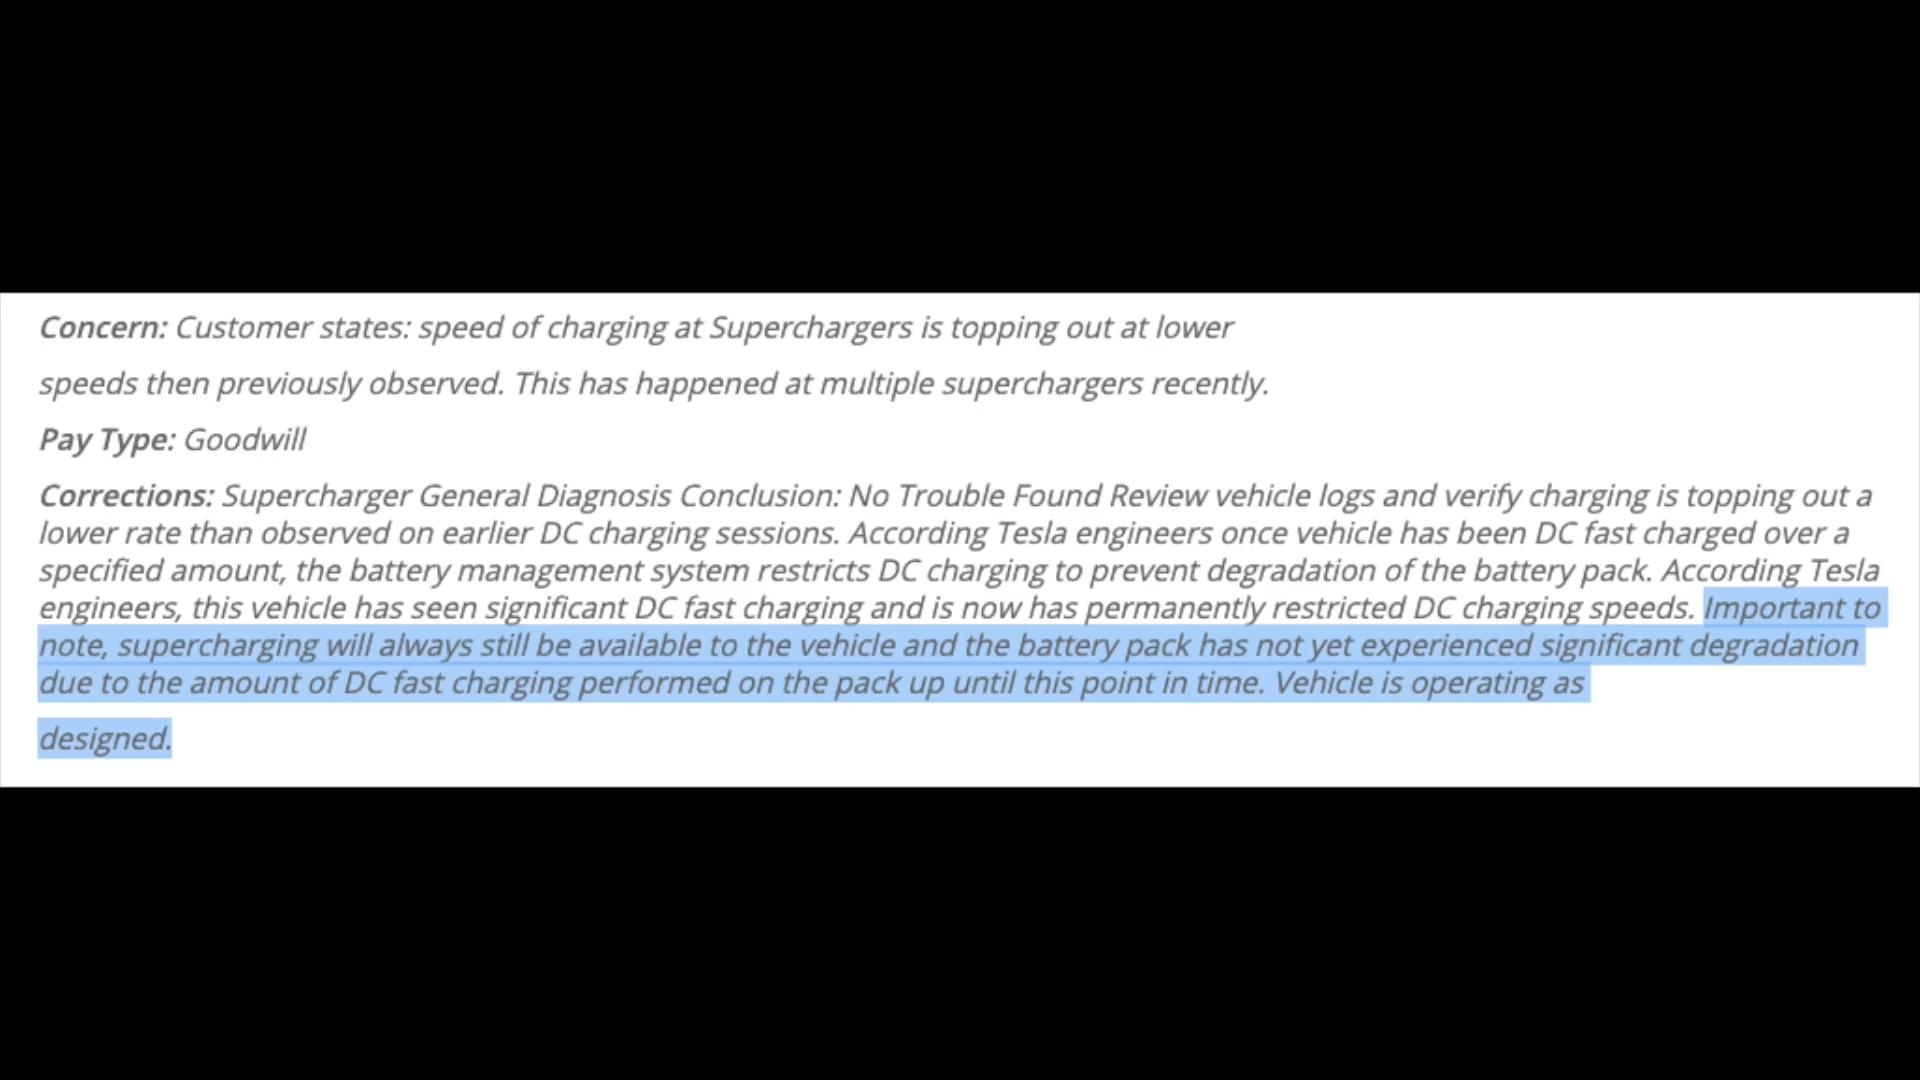 Concern: Customer states: speed of charging at Superchargers is topping out at lower
speeds then previously observed. This has happened at multiple superchargers recently.
Pay Type: Goodwill
Corrections: Supercharger General Diagnosis Conclusion: No Trouble Found Review vehicle logs and verify charging is topping out a
lower rate than observed on earlier DC charging sessions. According Tesla engineers once vehicle has been DC fast charged over a
specified amount, the battery management system restricts DC charging to prevent degradation of the battery pack. According Tesla
engineers, this vehicle has seen significant DC fast charging and is now has permanently restricted DC charging speeds. Important to
note, supercharging will always still be available to the vehicle and the battery pack has not yet experienced significant degradation
due to the amount of DC fast charging performed on the pack up until this point in time. Vehicle is operating as
designed.